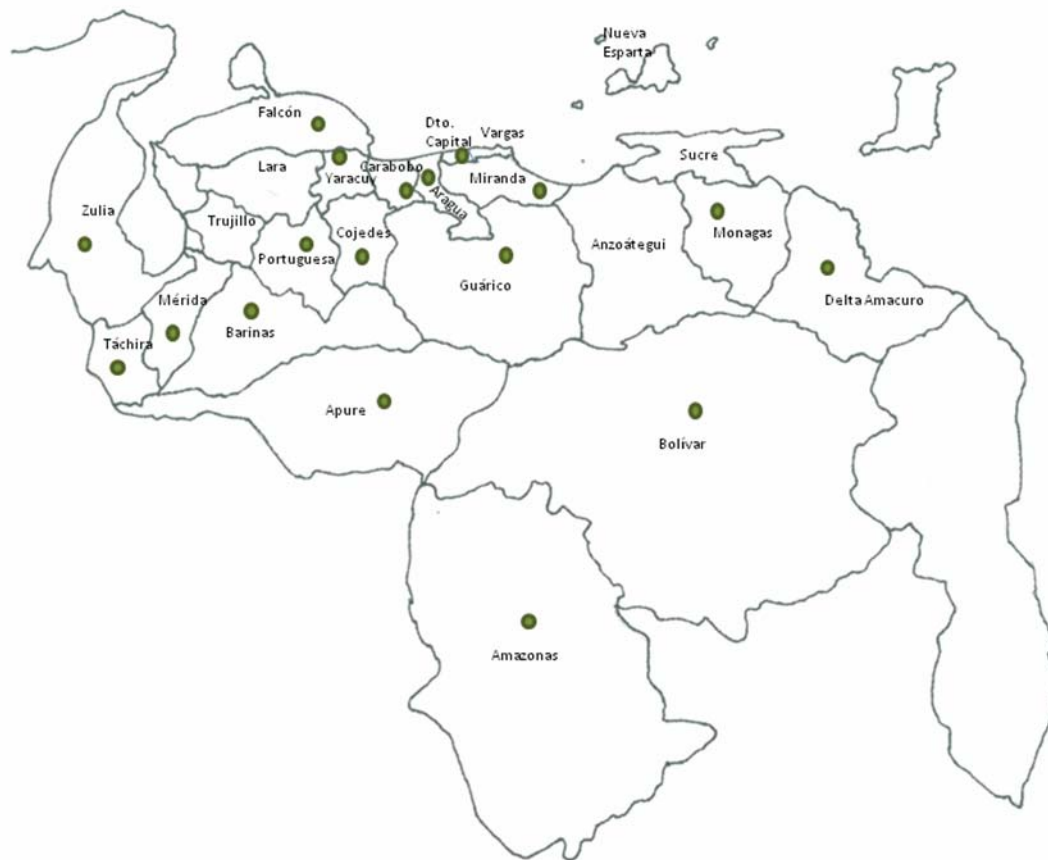 Nueva
Esparta
Falcón
Dto.
Capital
Vargas
Sucre
Lara
Yaracuy
Carabobo
Aragua
Miranda
Zulia
Trujillo
Cojedes
Portuguesa
Anzoátegui
Monagas
Guárico
Delta Amacuro
Mérida
Barinas
Táchira
Apure
Bolívar
Amazonas